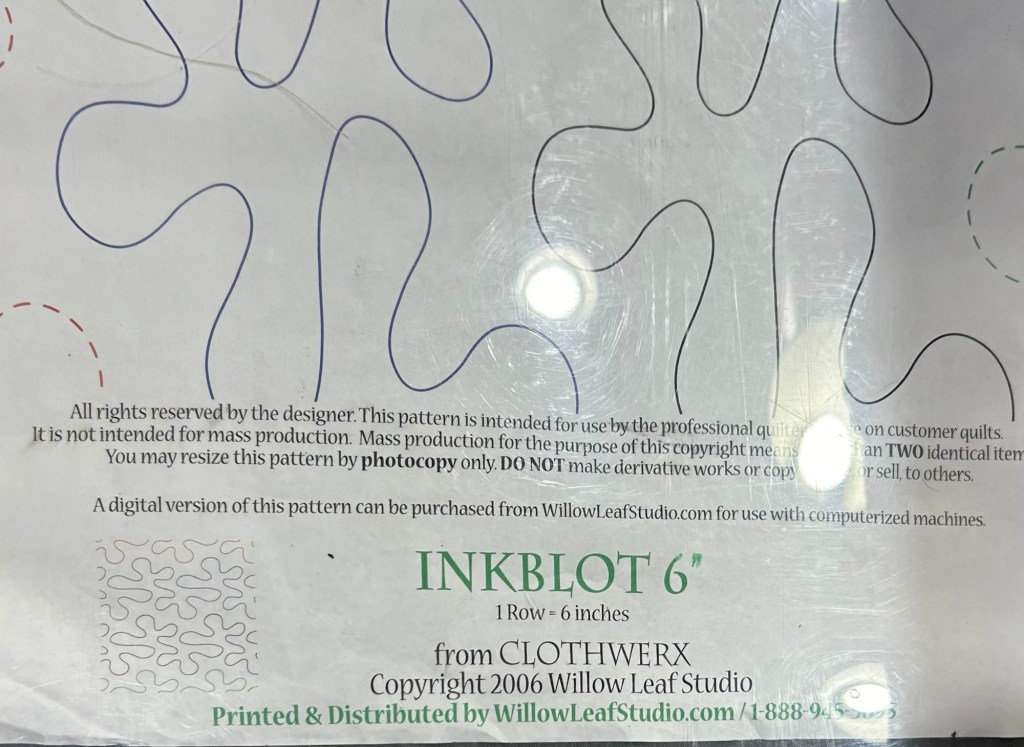 All rights reserved by the designer. This pattern is intended for use by the professional on customer quilts.
It is not intended for mass production. Mass production for the purpose of this copyright means TWO identical item
You may resize this pattern by photocopy only. DO NOT make derivative works or copy or sell, to others.
A digital version of this pattern can be purchased from WillowLeafStudio.com for use with computerized machines.
INKBLOT 6"
1 Row = 6 inches
from CLOTHWERX
Copyright 2006 Willow Leaf Studio
Printed & Distributed by WillowLeafStudio.com / 1-888-945-